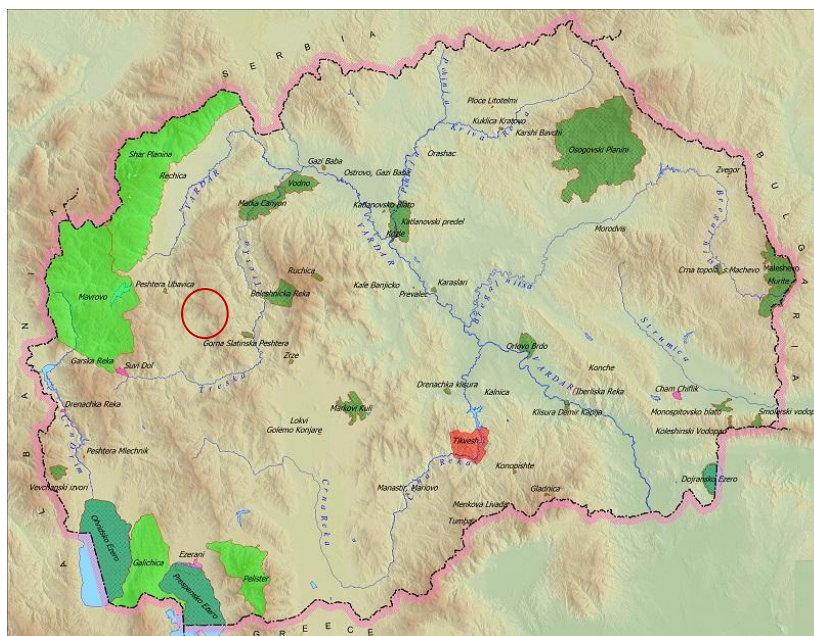 SERBIA
Ploce Litotelmi
Pchinja
Kuklica Kratovo
Kriva
Karshi Bavchi
Osogovski Planini
Shar Planina
Orashac
Gazi Baba
Rechica
Ostrovo, Gazi Baba
Zvegor
VARDAR
Vodno
Matka Canyon
Katlanovsko Blato
Katlanovski predel
Kozle
Morodvis
BULGARIA
VARDAR
Ruchica
Crna topola, s Machevo
Maleshevo
Murite
Mavrovo
Peshtera Ubavica
Beleshnicka Reka
Kale Banjicko
Karaslari
Prevalec
Bregalnica
Gorna Slatinska Peshtera
Orlovo Brdo
Strumica
Zrze
Garska Reka
Suvi Dol
VARDAR
Konche
Treska
Drenachka klisura
Kalnica
Iberliska Reka
Cham Chiflik
Drenachka Reka
Markovi Kuli
Klisura Demir Kapija
Monospitovsko blato
Smolarski vodop
Lokvi
Golemo Konjare
Koleshinski Vodopad
Tikvesh
Peshtera Mlechnik
Vevchanski izvori
Konopishte
Dojransko Ezero
Manastir, Mariovo
Gladnica
Crna Reka
Menkova Livadi
Tumba
Ohridsko Ezero
Ezerani
Galichica
Pelister
Prespansko Ezero
GREECE